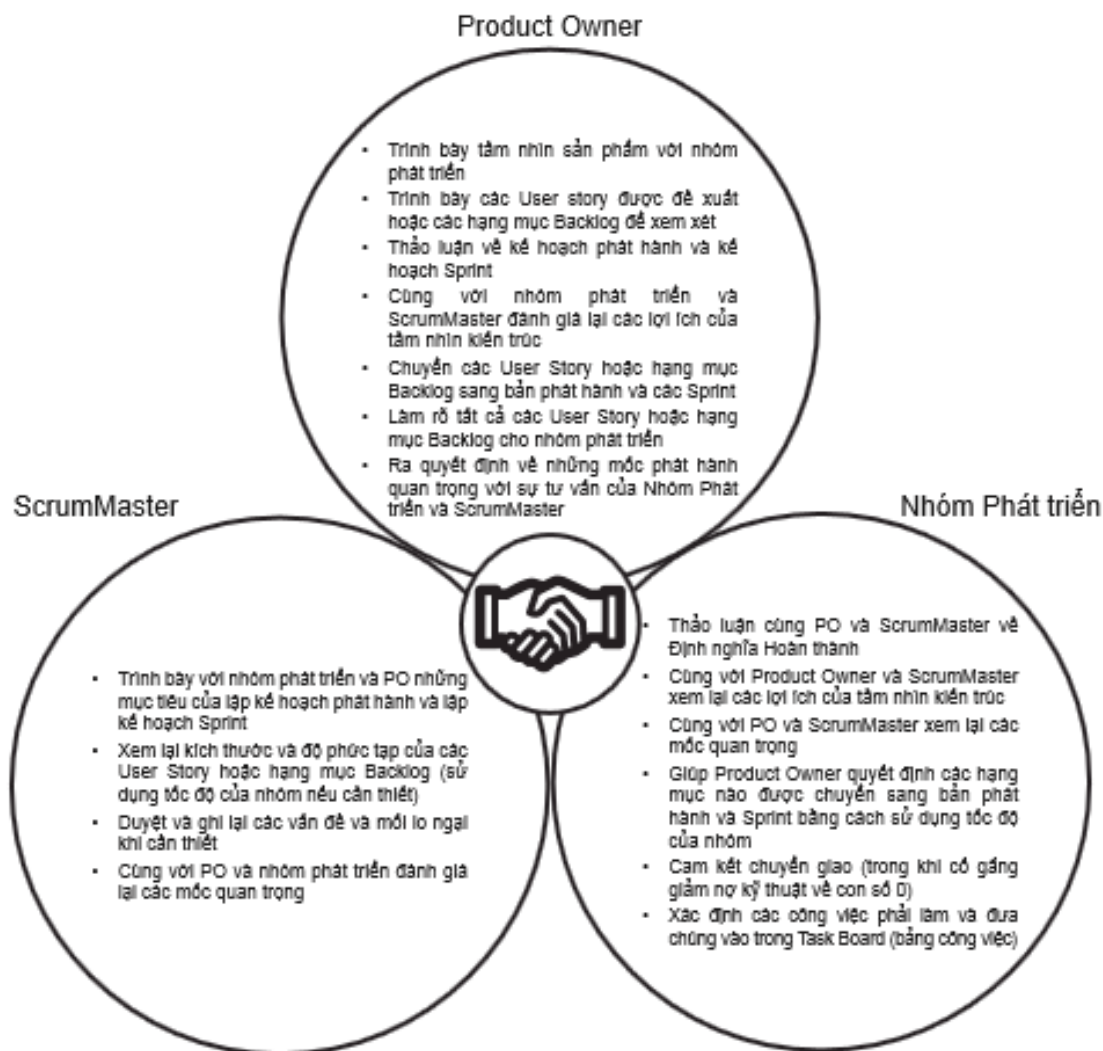 Product Owner
• Trình bày tầm nhìn sản phẩm với nhóm
phát triển
• Trình bày các User story được đề xuất
hoặc các hạng mục Backlog để xem xét
• Thảo luận về kế hoạch phát hành và kế
hoạch Sprint
• Cùng với nhóm phát triển và
ScrumMaster đánh giá lại các lợi ích của
tầm nhìn kiến trúc
• Chuyển các User Story hoặc hạng mục
Backlog sang bản phát hành và các Sprint
• Làm rõ tất cả các User Story hoặc hạng
mục Backlog cho nhóm phát triển
• Ra quyết định về những mốc phát hành
quan trọng với sự tư vấn của Nhóm Phát
triển và ScrumMaster
ScrumMaster
• Trình bày với nhóm phát triển và PO những
mục tiêu của lập kế hoạch phát hành và lập
kế hoạch Sprint
• Xem lại kích thước và độ phức tạp của các
User Story hoặc hạng mục Backlog (sử
dụng tốc độ của nhóm nếu cần thiết)
• Duyệt và ghi lại các vấn đề và mối lo ngại
khi cần thiết
• Cùng với PO và nhóm phát triển đánh giá
lại các mốc quan trọng
Nhóm Phát triển
• Thảo luận cùng PO và ScrumMaster về
Định nghĩa Hoàn thành
• Cùng với Product Owner và ScrumMaster
xem lại các lợi ích của tầm nhìn kiến trúc
• Cùng với PO và ScrumMaster xem lại các
mốc quan trọng
• Giúp Product Owner quyết định các hạng
mục nào được chuyển sang bản phát
hành và Sprint bằng cách sử dụng tốc độ
của nhóm
• Cam kết chuyển giao (trong khi cố gắng
giảm nợ kỹ thuật về con số 0)
• Xác định các công việc phải làm và đưa
chúng vào trong Task Board (bảng công việc)